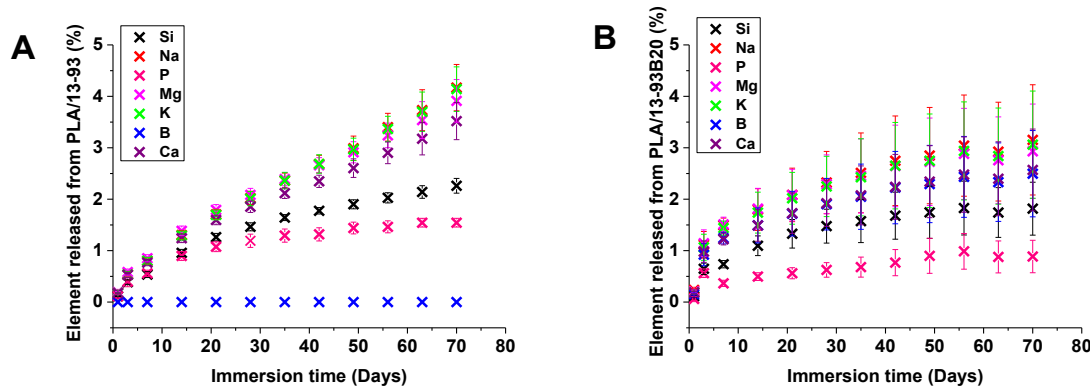 A
Element released from PLA/13-93 (%)
Si
Na
P
Mg
K
B
Ca
5
4
3
2
1
0
0 10 20 30 40 50 60 70 80
Immersion time (Days)
B
Element released from PLA/13-93B20 (%)
Si
Na
P
Mg
K
B
Ca
5
4
3
2
1
0
0 10 20 30 40 50 60 70 80
Immersion time (Days)